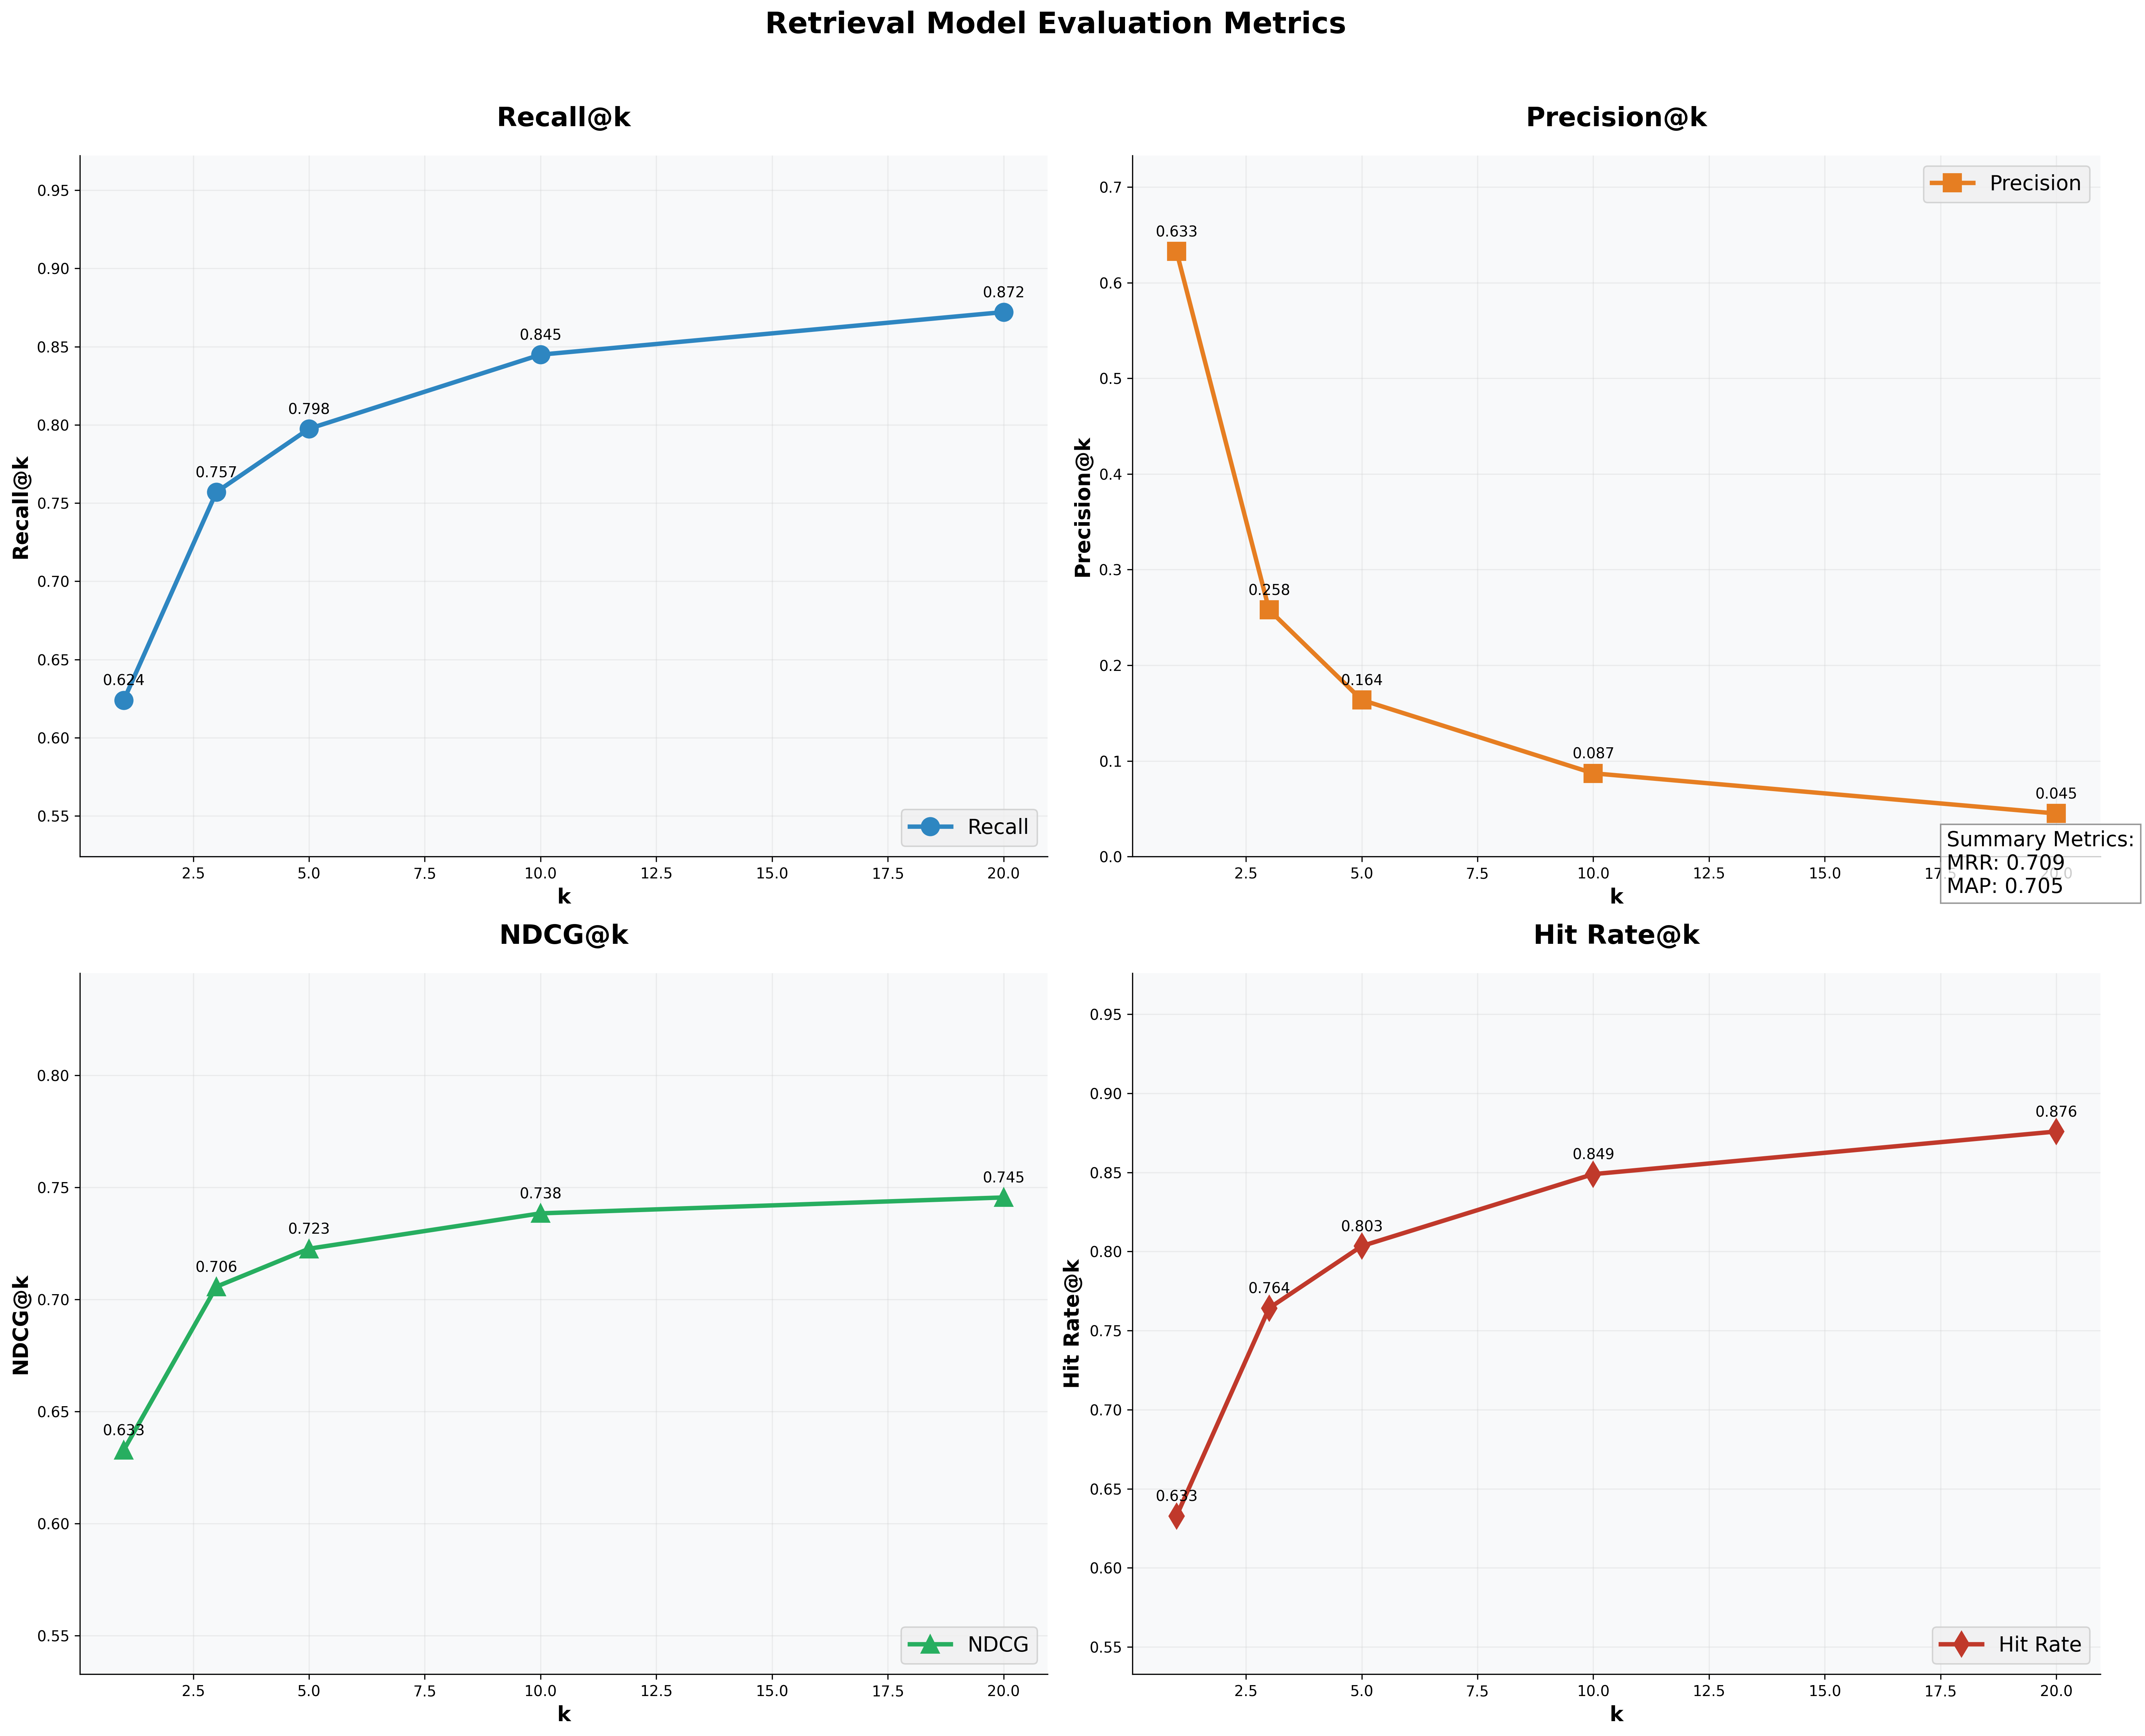 Retrieval Model Evaluation Metrics
Recall@k
0.95
0.90
0.85
0.80
0.75
0.70
0.65
0.60
0.55
Recall@k
0.624
0.757
0.798
0.845
0.872
Recall
2.5 5.0 7.5 10.0 12.5 15.0 17.5 20.0
k
Precision@k
0.7
0.6
0.5
0.4
0.3
0.2
0.1
0.0
Precision@k
0.633
0.258
0.164
0.087
0.045
Precision
2.5 5.0 7.5 10.0 12.5 15.0 17.5 20.0
k
Summary Metrics:
MRR: 0.709
MAP: 0.705
NDCG@k
0.80
0.75
0.70
0.65
0.60
0.55
NDCG@k
0.633
0.706
0.723
0.738
0.745
NDCG
2.5 5.0 7.5 10.0 12.5 15.0 17.5 20.0
k
Hit Rate@k
0.95
0.90
0.85
0.80
0.75
0.70
0.65
0.60
0.55
Hit Rate@k
0.633
0.764
0.803
0.849
0.876
Hit Rate
2.5 5.0 7.5 10.0 12.5 15.0 17.5 20.0
k